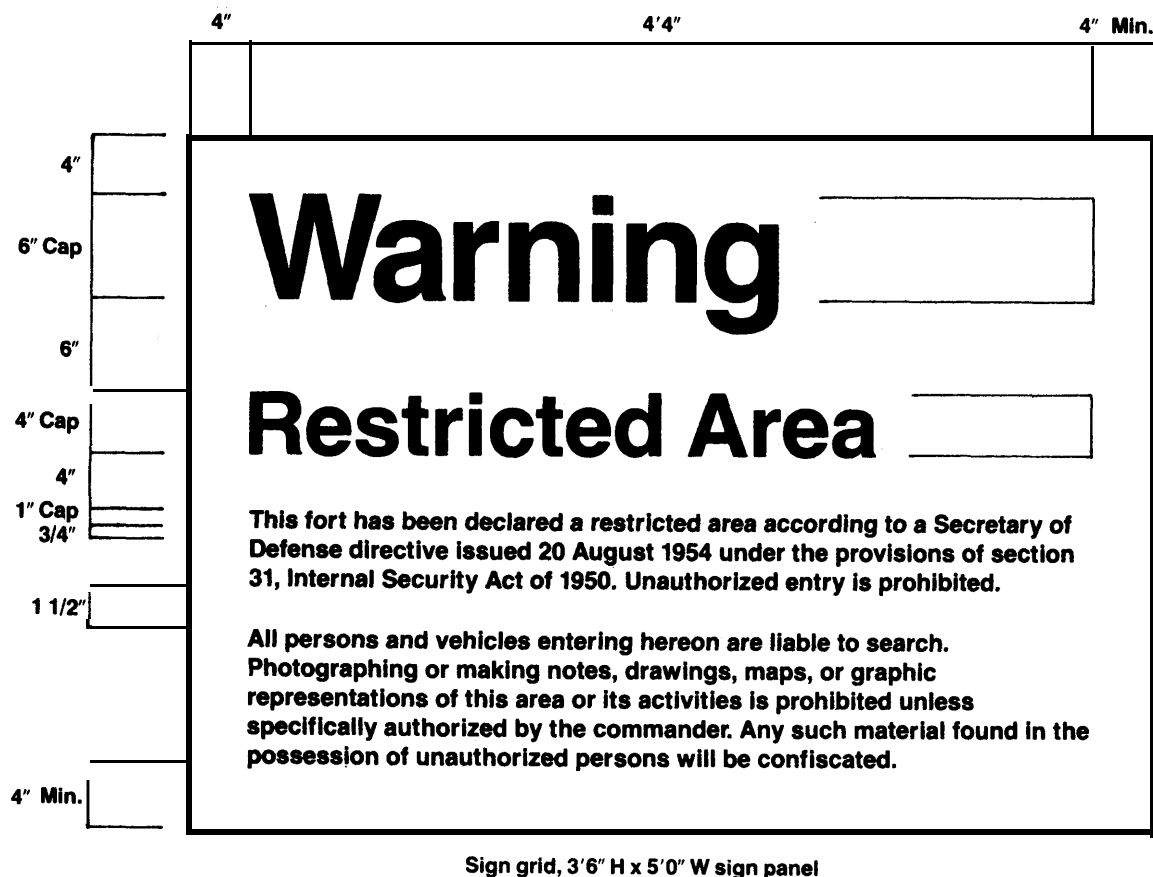 4" 4'4" 4" Min.
4"
6" Cap
6"
4" Cap
4"
1" Cap
3/4"
1 1/2"
4" Min.
Warning
Restricted Area
This fort has been declared a restricted area according to a Secretary of
Defense directive issued 20 August 1954 under the provisions of section
31, Internal Security Act of 1950. Unauthorized entry is prohibited.
All persons and vehicles entering hereon are liable to search.
Photographing or making notes, drawings, maps, or graphic
representations of this area or its activities is prohibited unless
specifically authorized by the commander. Any such material found in the
possession of unauthorized persons will be confiscated.
Sign grid, 3'6" H x 5'0" W sign panel